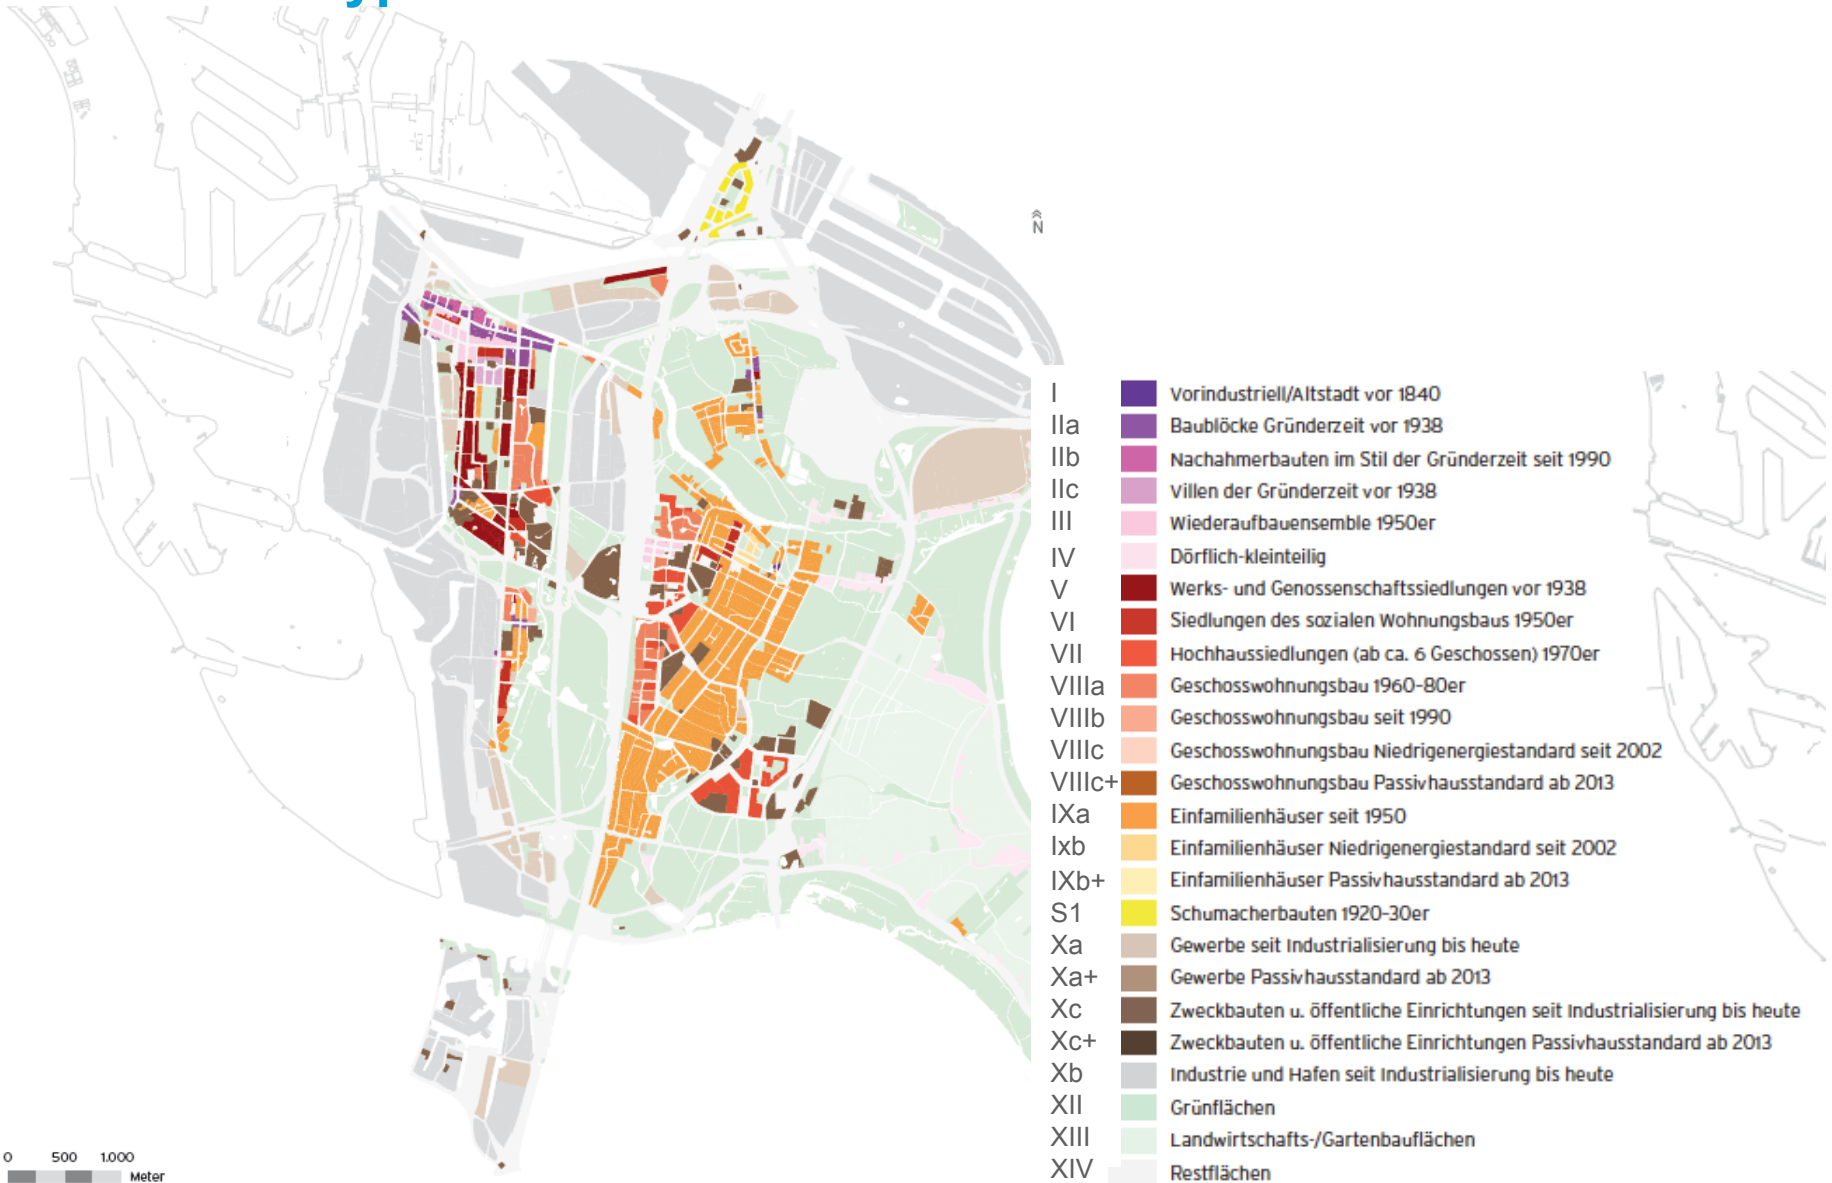 N
I Vorindustriell/Altstadt vor 1840
IIa Baublöcke Gründerzeit vor 1938
IIb Nachahmerbauten im Stil der Gründerzeit seit 1990
IIc Villen der Gründerzeit vor 1938
III Wiederaufbauensemble 1950er
IV Dörflich-kleinteilig
V Werks- und Genossenschaftssiedlungen vor 1938
VI Siedlungen des sozialen Wohnungsbaus 1950er
VII Hochhaussiedlungen (ab ca. 6 Geschossen) 1970er
VIIIa Geschosswohnungsbau 1960-80er
VIIIb Geschosswohnungsbau seit 1990
VIIIc Geschosswohnungsbau Niedrigenergiestandard seit 2002
VIIIc+ Geschosswohnungsbau Passivhausstandard ab 2013
IXa Einfamilienhäuser seit 1950
Ixb Einfamilienhäuser Niedrigenergiestandard seit 2002
IXb+ Einfamilienhäuser Passivhausstandard ab 2013
S1 Schumacherbauten 1920-30er
Xa Gewerbe seit Industrialisierung bis heute
Xa+ Gewerbe Passivhausstandard ab 2013
Xc Zweckbauten u. öffentliche Einrichtungen seit Industrialisierung bis heute
Xc+ Zweckbauten u. öffentliche Einrichtungen Passivhausstandard ab 2013
Xb Industrie und Hafen seit Industrialisierung bis heute
XII Grünflächen
XIII Landwirtschafts-/Gartenbauflächen
XIV Restflächen
0 500 1.000
Meter